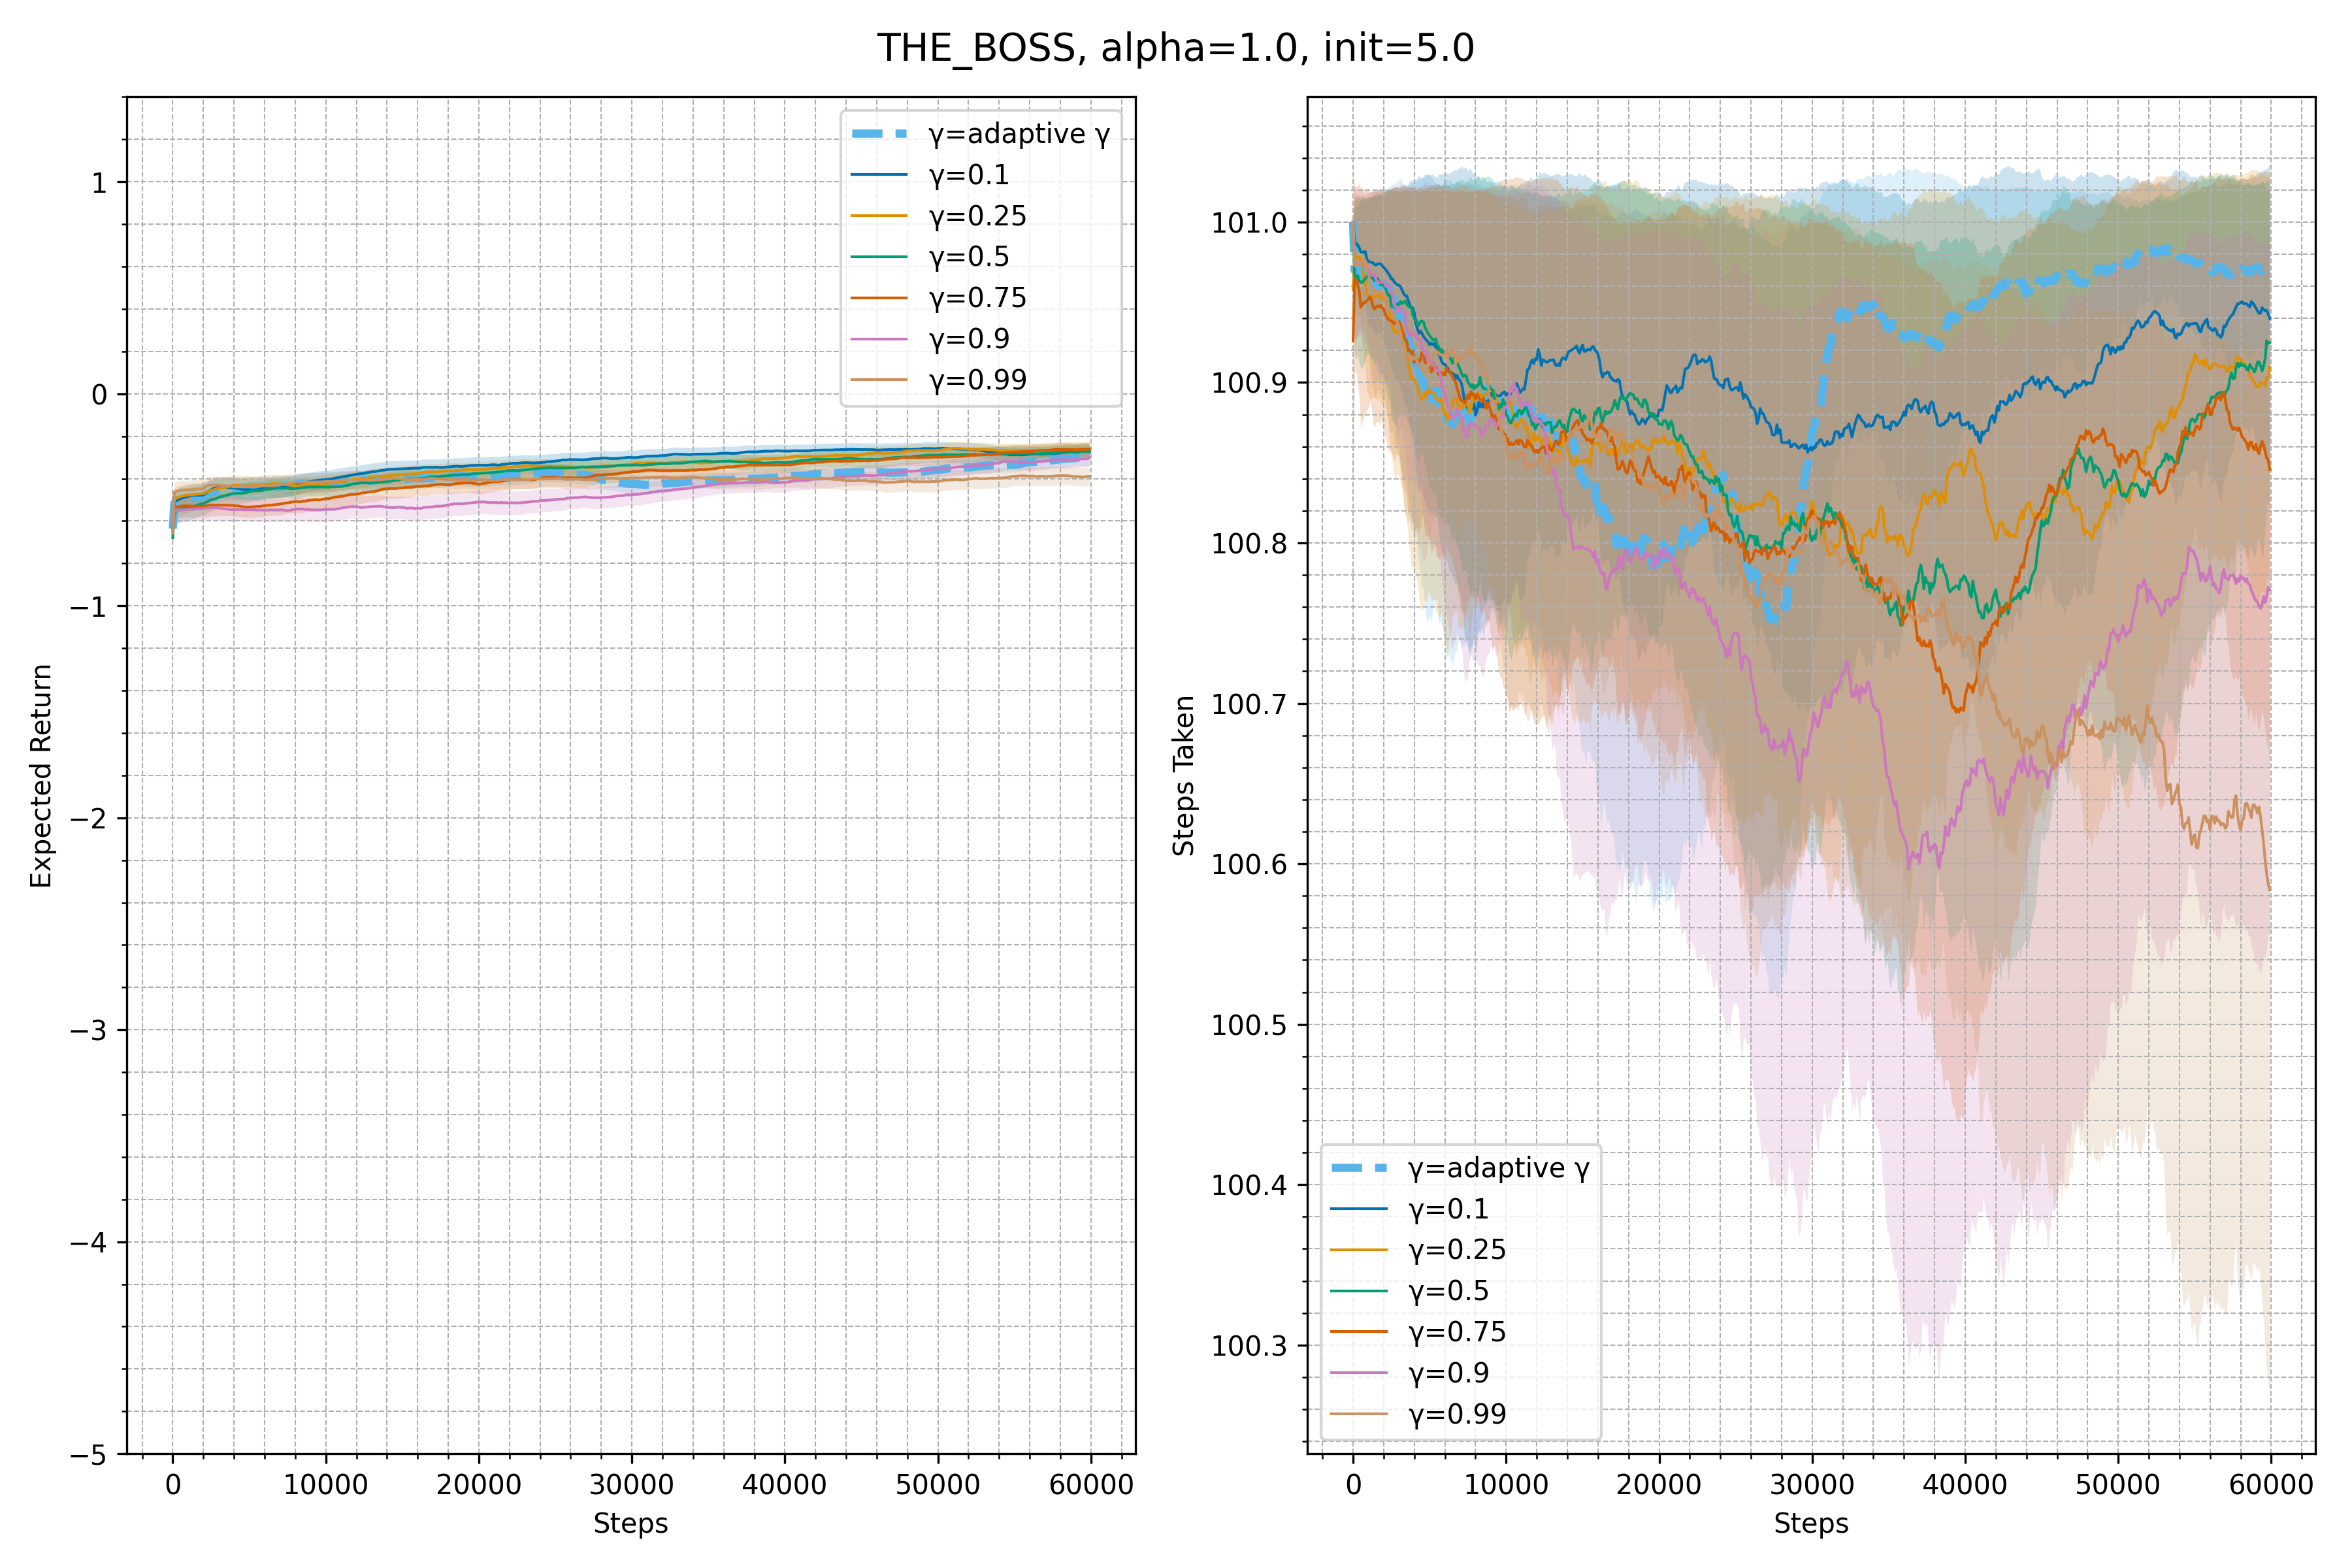 THE_BOSS, alpha=1.0, init=5.0
Expected Return
1
0
−1
−2
−3
−4
−5
0
10000
20000
30000
40000
50000
60000
Steps
γ=adaptive γ
γ=0.1
γ=0.25
γ=0.5
γ=0.75
γ=0.9
γ=0.99
Steps Taken
101.0
100.9
100.8
100.7
100.6
100.5
100.4
100.3
0
10000
20000
30000
40000
50000
60000
Steps
γ=adaptive γ
γ=0.1
γ=0.25
γ=0.5
γ=0.75
γ=0.9
γ=0.99